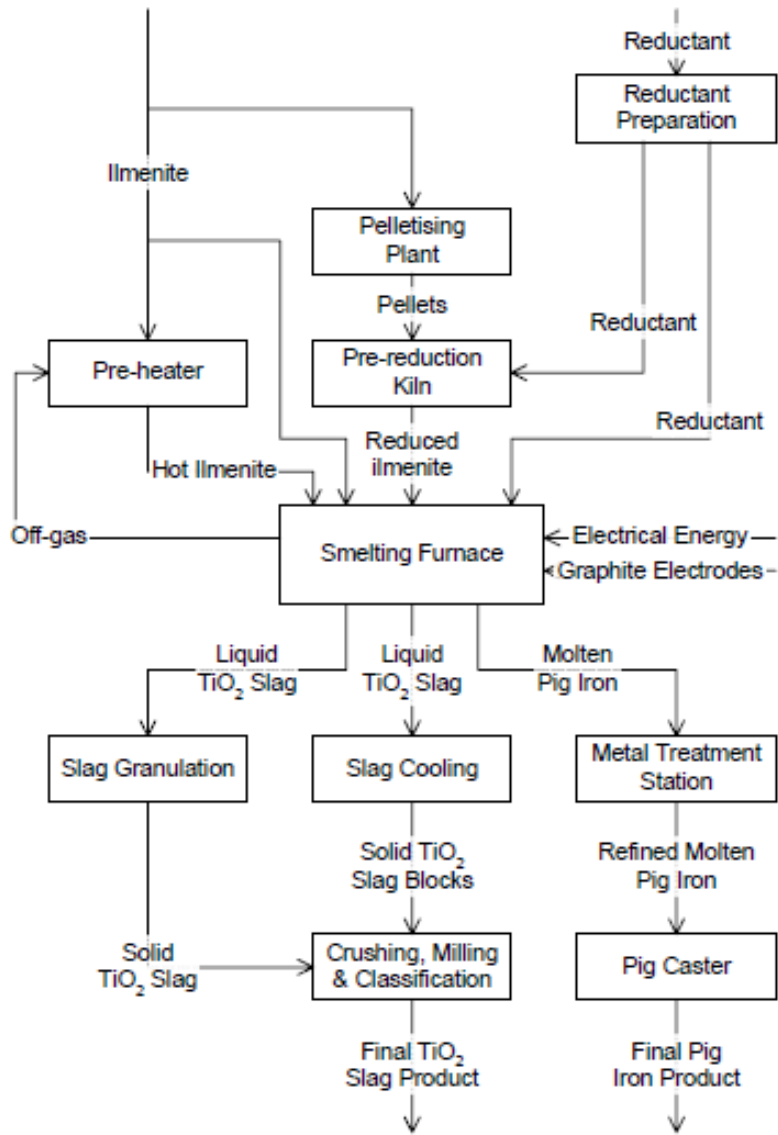 Reductant
Reductant
Preparation
Ilmenite
Pelletising
Plant
Pellets
Reductant
Pre-heater
Pre-reduction
Kiln
Reductant
Hot Ilmenite
Reduced
ilmenite
Off-gas
Smelting Furnace
Electrical Energy
Graphite Electrodes
Liquid
TiO₂ Slag
Liquid
TiO₂ Slag
Molten
Pig Iron
Slag Granulation
Slag Cooling
Metal Treatment
Station
Solid TiO₂
Slag Blocks
Refined Molten
Pig Iron
Solid
TiO₂ Slag
Crushing, Milling
& Classification
Pig Caster
Final TiO₂
Slag Product
Final Pig
Iron Product